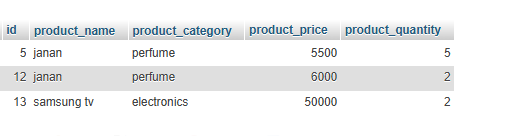 id product_name product_category product_price product_quantity
5 janan perfume 5500 5
12 janan perfume 6000 2
13 samsung tv electronics 50000 2